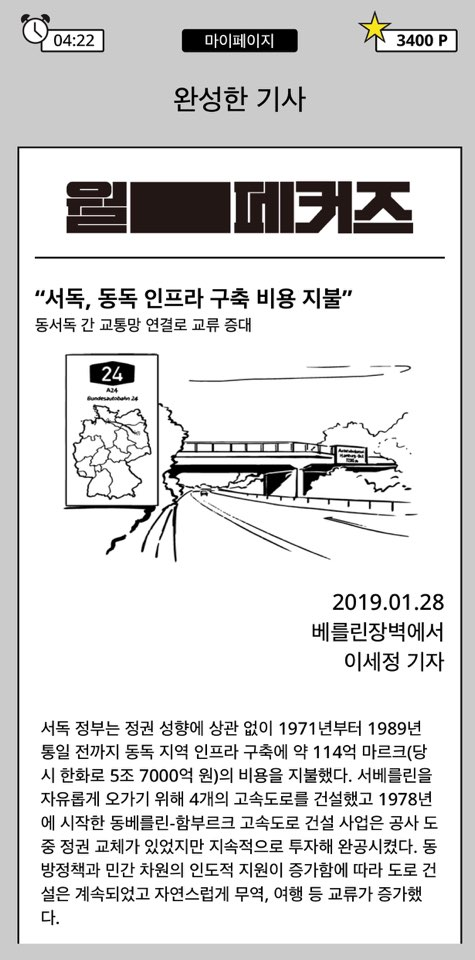 04:22
마이페이지
3400 P
완성한 기사
월 페커즈
“서독, 동독 인프라 구축 비용 지불”
동서독 간 교통망 연결로 교류 증대
24
A24
Bundesautobahn 24
2019.01.28
베를린장벽에서
이세정 기자
서독 정부는 정권 성향에 상관 없이 1971년부터 1989년
통일 전까지 동독 지역 인프라 구축에 약 114억 마르크(당
시 한화로 5조 7000억 원)의 비용을 지불했다. 서베를린을
자유롭게 오가기 위해 4개의 고속도로를 건설했고 1978년
에 시작한 동베를린-함부르크 고속도로 건설 사업은 공사 도
중 정권 교체가 있었지만 지속적으로 투자해 완공시켰다. 동
방정책과 민간 차원의 인도적 지원이 증가함에 따라 도로 건
설은 계속되었고 자연스럽게 무역, 여행 등 교류가 증가했
다.